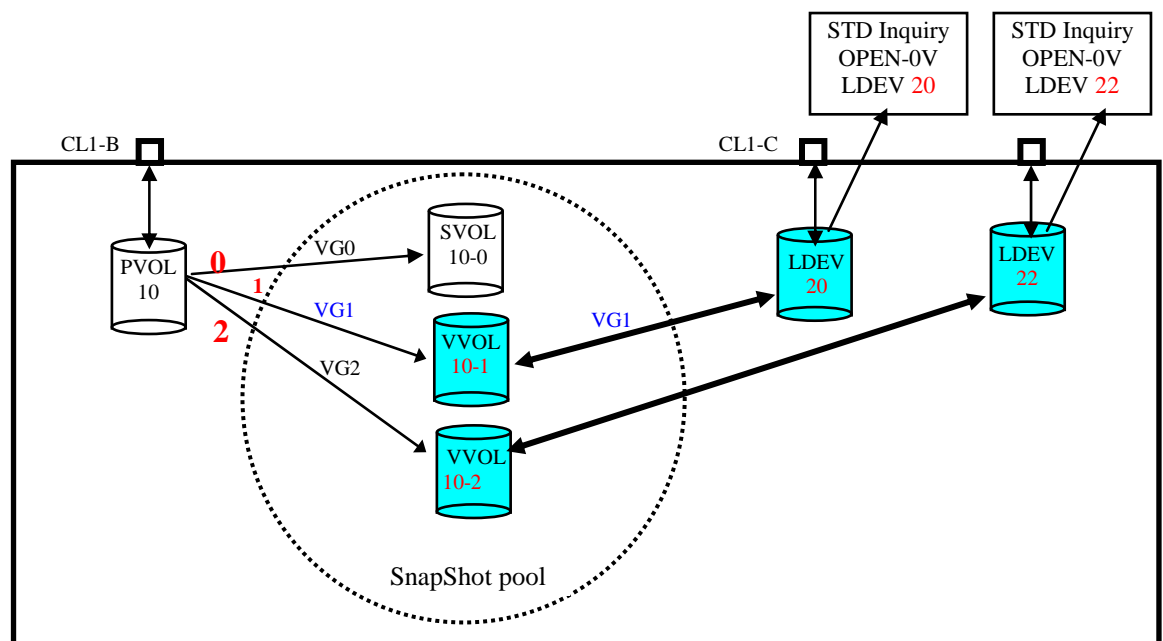 STD Inquiry
OPEN-0V
LDEV 20
STD Inquiry
OPEN-0V
LDEV 22
CL1-B
CL1-C
PVOL
10
0
1
2
VG0
VG1
VG2
SVOL
10-0
VVOL
10-1
VVOL
10-2
VG1
LDEV
20
LDEV
22
SnapShot pool